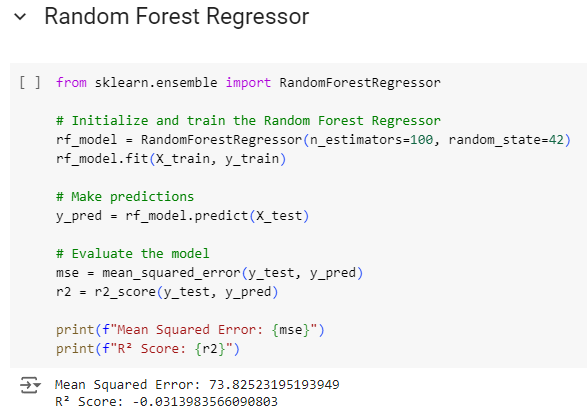 Random Forest Regressor
[ ] from sklearn.ensemble import RandomForestRegressor
# Initialize and train the Random Forest Regressor
rf_model = RandomForestRegressor(n_estimators=100, random_state=42)
rf_model.fit(X_train, y_train)
# Make predictions
y_pred = rf_model.predict(X_test)
# Evaluate the model
mse = mean_squared_error(y_test, y_pred)
r2 = r2_score(y_test, y_pred)
print(f"Mean Squared Error: {mse}")
print(f"R² Score: {r2}")
Mean Squared Error: 73.82523195193949
R² Score: -0.0313983566090803